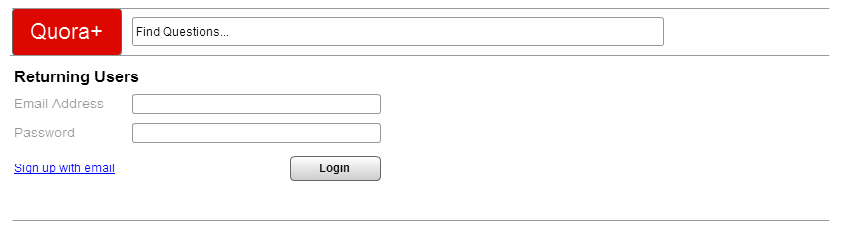 Quora+
Find Questions...
Returning Users
Email Address
Password
Sign up with email
Login